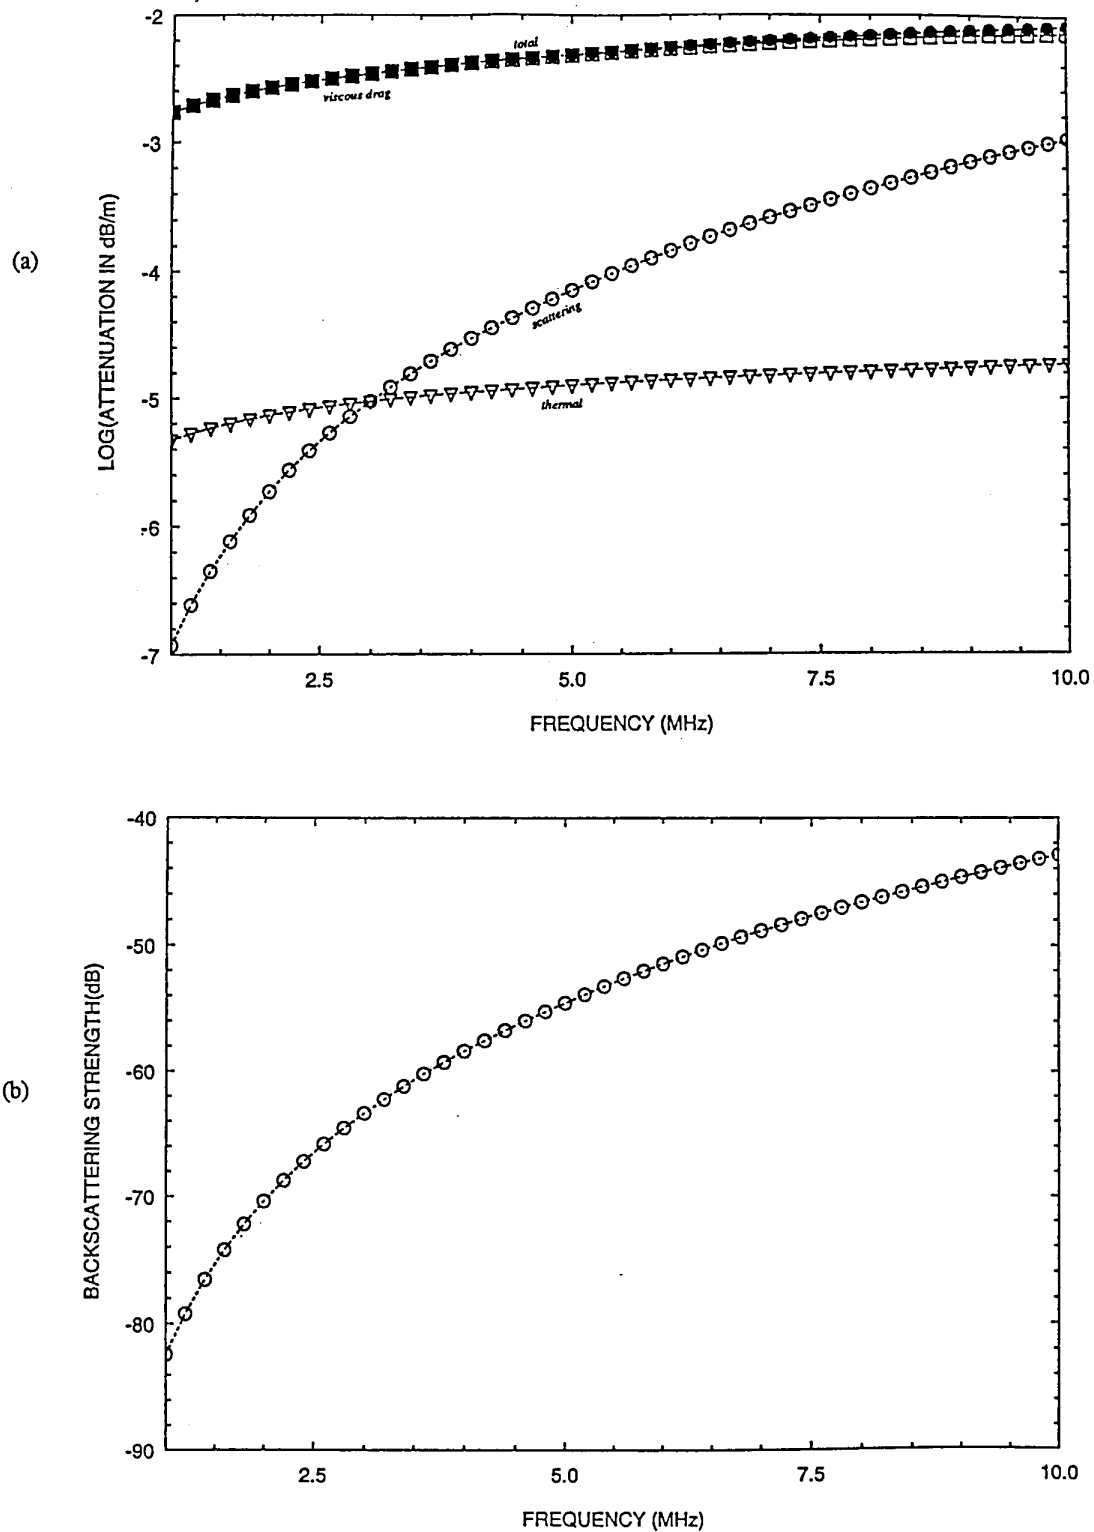 (a)
LOG(ATTENUATION IN dB/m)
-2
-3
-4
-5
-6
-7
total
viscous drag
scattering
thermal
2.5 5.0 7.5 10.0
FREQUENCY (MHz)
(b)
BACKSCATTERING STRENGTH(dB)
-40
-50
-60
-70
-80
-90
2.5 5.0 7.5 10.0
FREQUENCY (MHz)